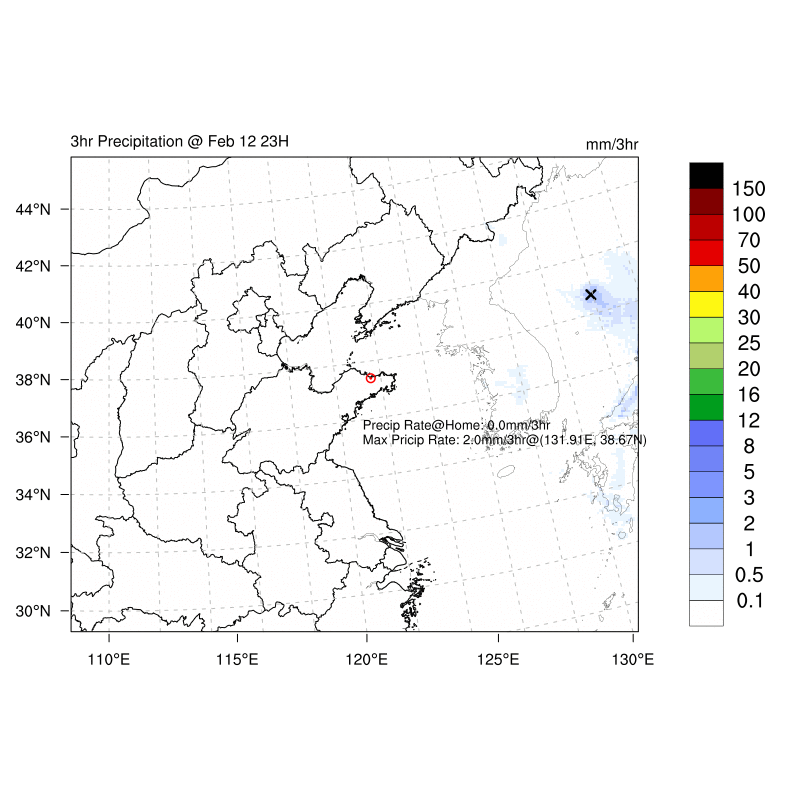 3hr Precipitation @ Feb 12 23H
mm/3hr
44°N
42°N
40°N
38°N
36°N
34°N
32°N
30°N
110°E
115°E
120°E
125°E
130°E
Precip Rate@Home: 0.0mm/3hr
Max Pricip Rate: 2.0mm/3hr@(131.91E, 38.67N)
150
100
70
50
40
30
25
20
16
12
8
5
3
2
1
0.5
0.1